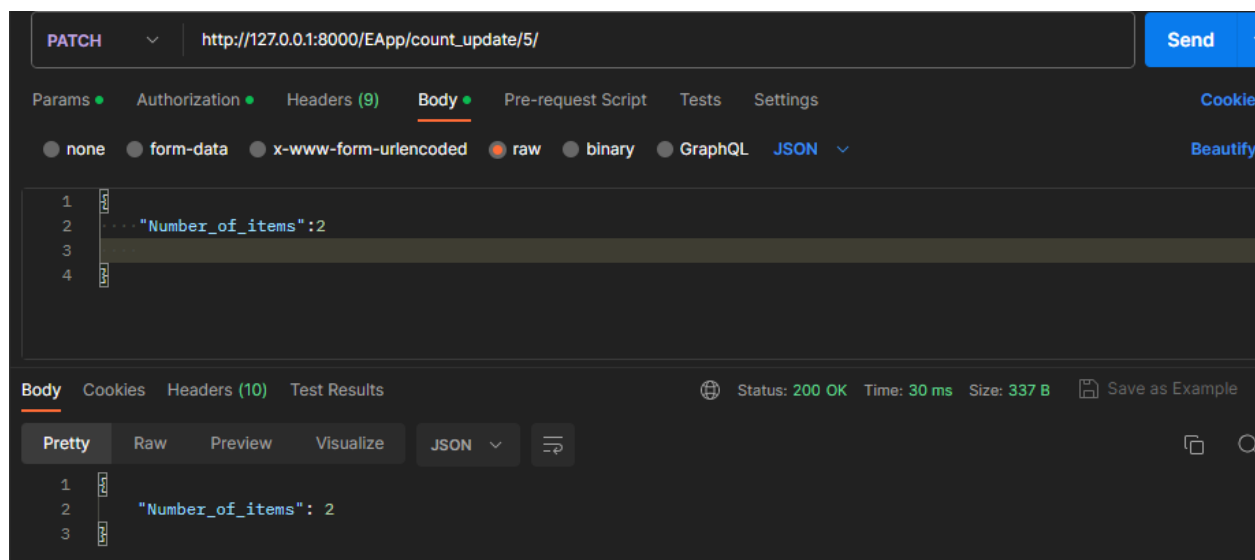 PATCH http://127.0.0.1:8000/EApp/count_update/5/ Send
Params Authorization Headers (9) Body Pre-request Script Tests Settings Cookie
none form-data x-www-form-urlencoded raw binary GraphQL JSON Beautify
1 {
2 "Number_of_items":2
3
4 }
Body Cookies Headers (10) Test Results Status: 200 OK Time: 30 ms Size: 337 B Save as Example
Pretty Raw Preview Visualize JSON
1 {
2 "Number_of_items": 2
3 }